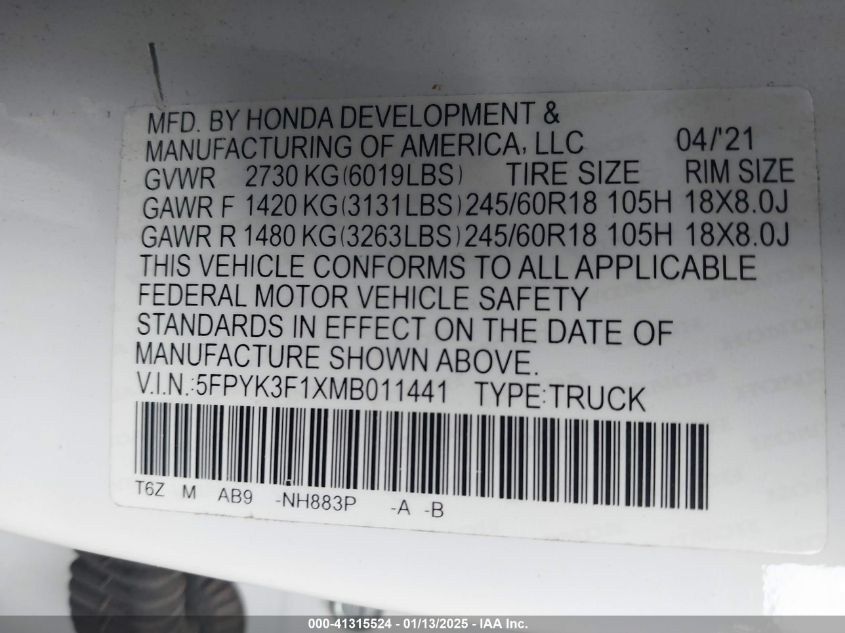 MFD. BY HONDA DEVELOPMENT &
MANUFACTURING OF AMERICA, LLC 04/'21
GVWR 2730 KG(6019LBS) TIRE SIZE RIM SIZE
GAWR F 1420 KG(3131LBS) 245/60R18 105H 18X8.0J
GAWR R 1480 KG(3263LBS) 245/60R18 105H 18X8.0J
THIS VEHICLE CONFORMS TO ALL APPLICABLE
FEDERAL MOTOR VEHICLE SAFETY
STANDARDS IN EFFECT ON THE DATE OF
MANUFACTURE SHOWN ABOVE.
V.I.N.:5FPYK3F1XMB011441 TYPE:TRUCK
T6Z M AB9 -NH883P -A -B
000-41315524 — 01/13/2025 — IAA Inc.